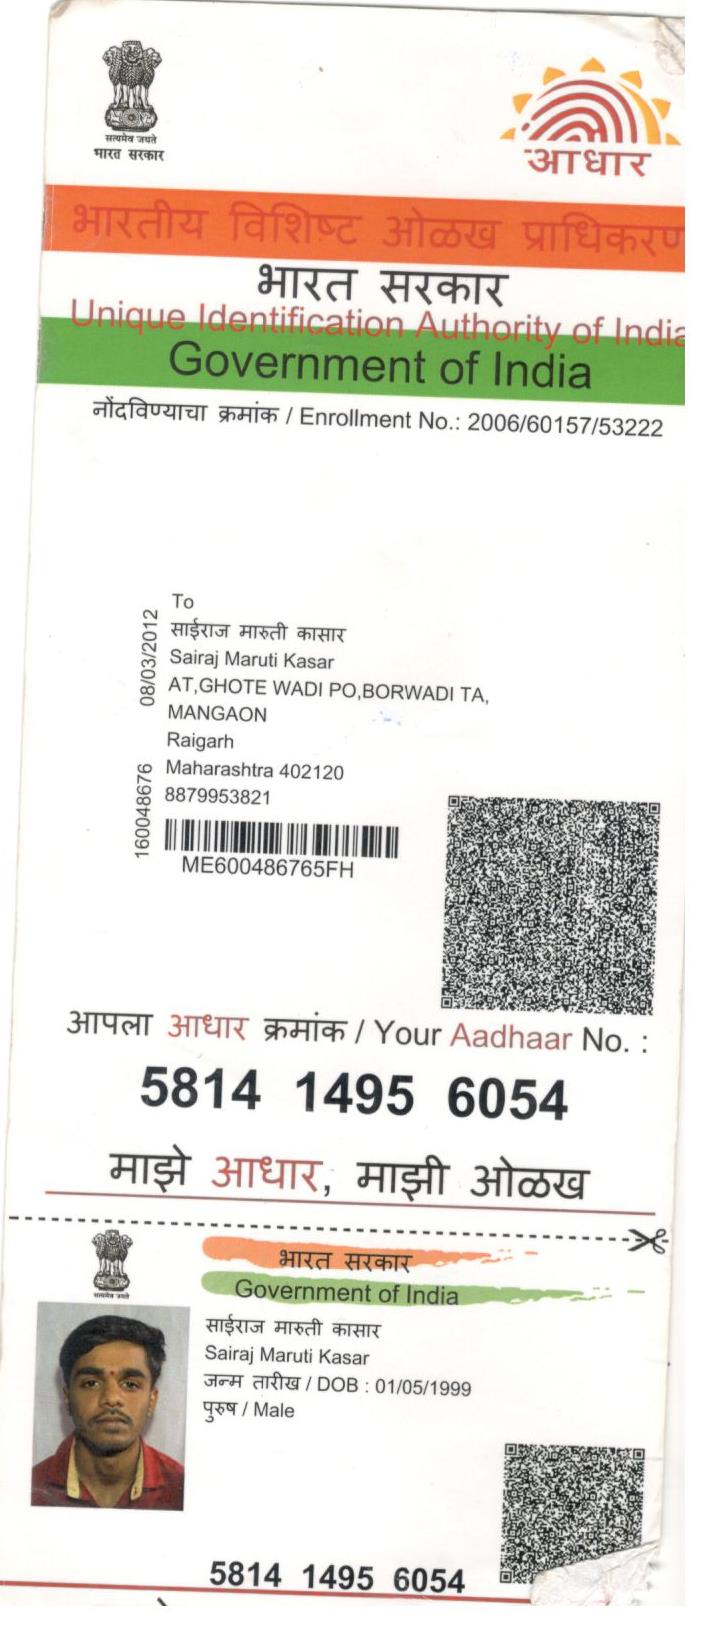 सत्यमेव जयते
भारत सरकार
आधार
भारतीय विशिष्ट ओळख प्राधिकरण
भारत सरकार
Unique Identification Authority of India
Government of India
नोंदविण्याचा क्रमांक / Enrollment No.: 2006/60157/53222
08/03/2012
160048676
To
साईराज मारुती कासार
Sairaj Maruti Kasar
AT,GHOTE WADI PO,BORWADI TA,
MANGAON
Raigarh
Maharashtra 402120
8879953821
ME600486765FH
आपला आधार क्रमांक / Your Aadhaar No. :
5814 1495 6054
माझे आधार, माझी ओळख
सत्यमेव जयते
भारत सरकार
Government of India
साईराज मारुती कासार
Sairaj Maruti Kasar
जन्म तारीख / DOB : 01/05/1999
पुरुष / Male
5814 1495 6054